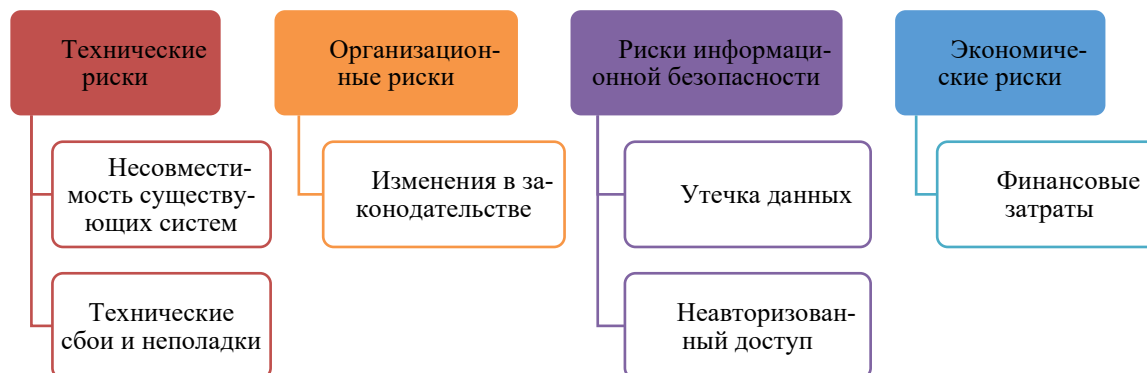 Технические
риски
Несовмести-
мость существу-
ющих систем
Технические
сбои и неполадки
Организацион-
ные риски
Изменения в за-
конодательстве
Риски информаци-
онной безопасности
Утечка данных
Неавторизован-
ный доступ
Экономиче-
ские риски
Финансовые
затраты